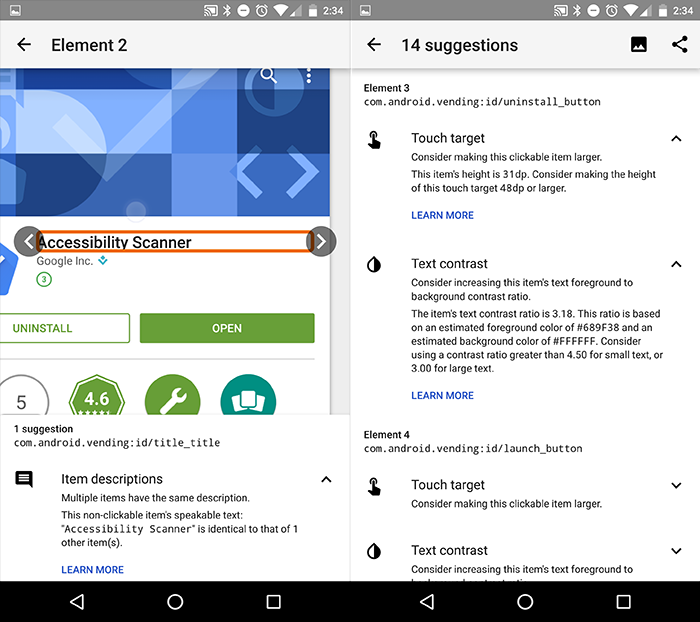 2:34
Element 2
Accessibility Scanner
Google Inc.
3
UNINSTALL
OPEN
5
4.6
1 suggestion
com.android.vending:id/title_title
Item descriptions
Multiple items have the same description.
This non-clickable item's speakable text:
"Accessibility Scanner" is identical to that of 1
other item(s).
LEARN MORE
2:34
14 suggestions
Element 3
com.android.vending:id/uninstall_button
Touch target
Consider making this clickable item larger.
This item's height is 31dp. Consider making the height
of this touch target 48dp or larger.
LEARN MORE
Text contrast
Consider increasing this item's text foreground to
background contrast ratio.
The item's text contrast ratio is 3.18. This ratio is based
on an estimated foreground color of #689F38 and an
estimated background color of #FFFFFF. Consider
using a contrast ratio greater than 4.50 for small text, or
3.00 for large text.
LEARN MORE
Element 4
com.android.vending:id/launch_button
Touch target
Consider making this clickable item larger.
Text contrast
Consider increasing this item's text foreground to